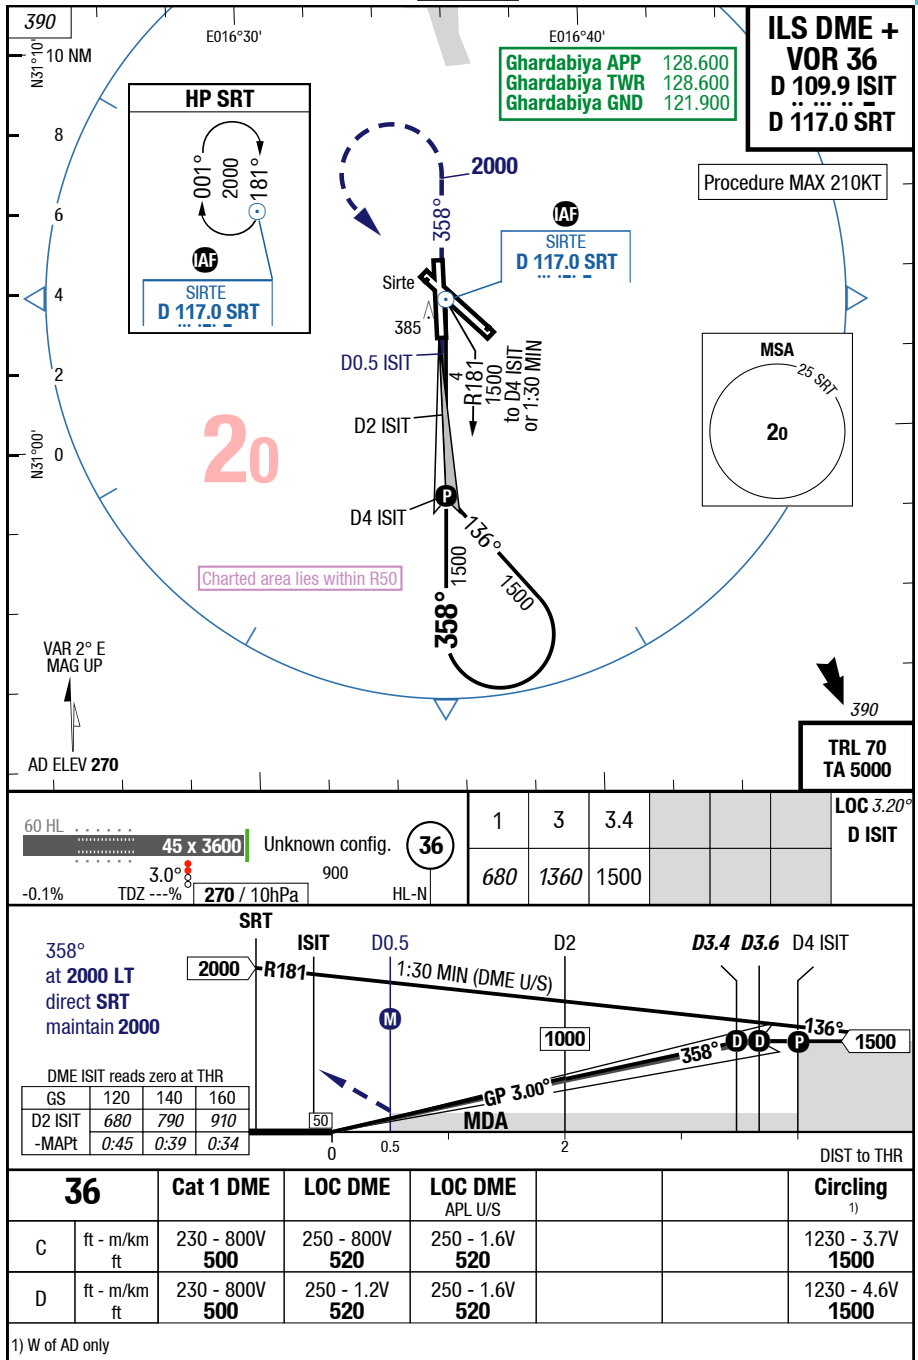 390
N31°10'
10 NM
E016°30'
E016°40'
Ghardabiya APP 128.600
Ghardabiya TWR 128.600
Ghardabiya GND 121.900
ILS DME +
VOR 36
D 109.9 ISIT
D 117.0 SRT
Procedure MAX 210KT
HP SRT
001°
2000
181°
IAF
SIRTE
D 117.0 SRT
8
6
4
2
N31°00'
0
2000
358°
IAF
SIRTE
D 117.0 SRT
Sirte
385
D0.5 ISIT
4
R181
1500
to D4 ISIT
or 1:30 MIN
D2 ISIT
20
MSA
25 SRT
20
P
D4 ISIT
136°
1500
1500
358°
Charted area lies within R50
VAR 2° E
MAG UP
AD ELEV 270
390
TRL 70
TA 5000
60 HL
45 x 3600
Unknown config.
36
3.0°
900
-0.1%
TDZ ---%
270 / 10hPa
HL-N
1 3 3.4
680 1360 1500
LOC 3.20°
D ISIT
SRT
ISIT
D0.5
D2
D3.4 D3.6 D4 ISIT
358°
at 2000 LT
direct SRT
maintain 2000
2000
R181
1:30 MIN (DME U/S)
M
1000
358°
D D P
136°
1500
GP 3.00°
MDA
50
0
0.5
2
DIST to THR
DME ISIT reads zero at THR
GS 120 140 160
D2 ISIT 680 790 910
-MAPt 0:45 0:39 0:34
36 Cat 1 DME LOC DME LOC DME Circling
APL U/S 1)
C ft - m/km 230 - 800V 250 - 800V 250 - 1.6V 1230 - 3.7V
ft 500 520 520 1500
D ft - m/km 230 - 800V 250 - 1.2V 250 - 1.6V 1230 - 4.6V
ft 500 520 520 1500
1) W of AD only